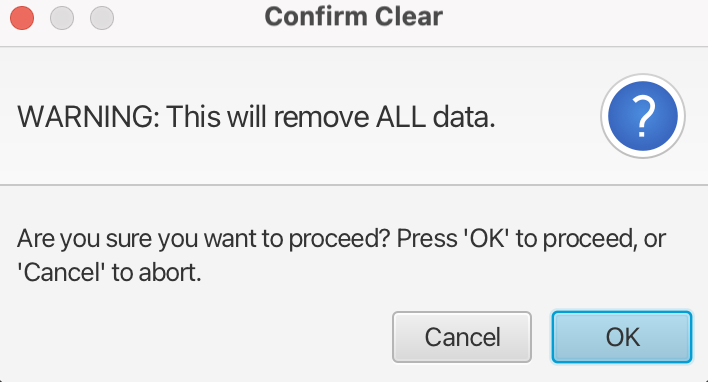 Confirm Clear
WARNING: This will remove ALL data.
?
Are you sure you want to proceed? Press 'OK' to proceed, or
'Cancel' to abort.
Cancel
OK